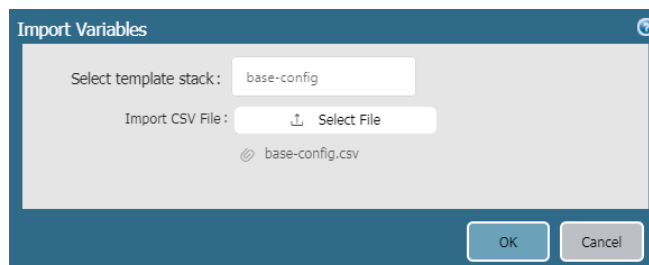 Import Variables
Select template stack : base-config
Import CSV File : Select File
base-config.csv
OK Cancel